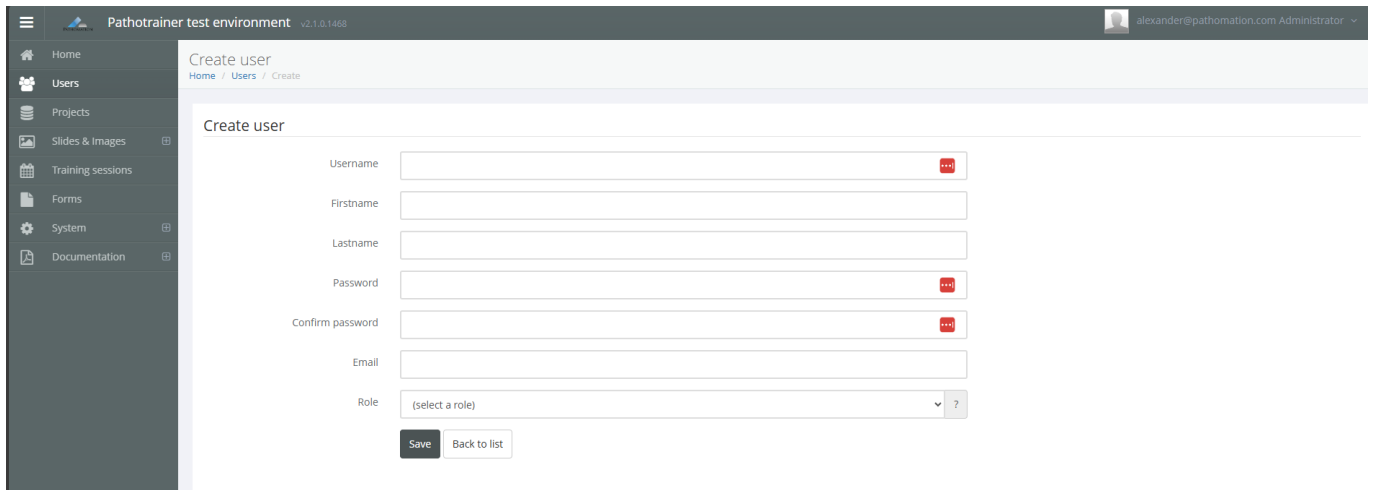 Pathotrainer test environment v2.1.0.1468
alexander@pathomation.com Administrator
Home
Users
Projects
Slides & Images
Training sessions
Forms
System
Documentation
Create user
Home / Users / Create
Create user
Username
Firstname
Lastname
Password
Confirm password
Email
Role (select a role) ?
Save Back to list